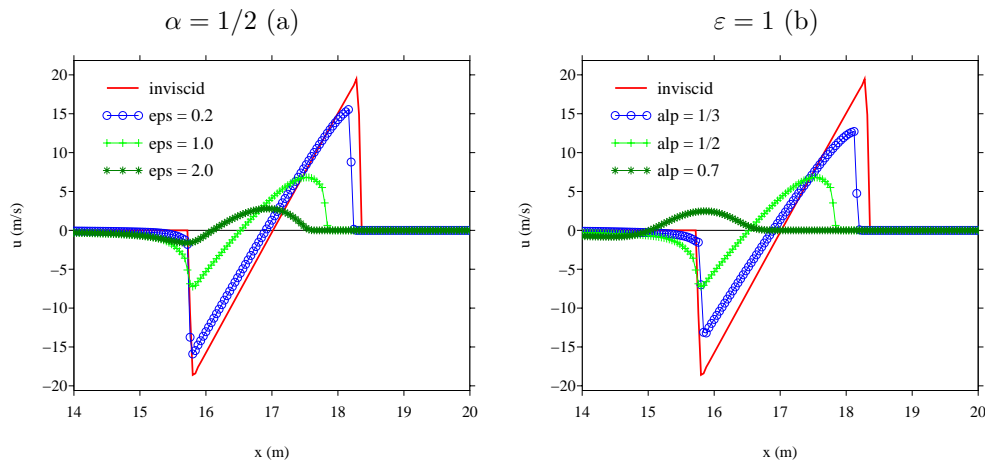 α = 1/2 (a)
20
15
10
5
0
−5
−10
−15
−20
u (m/s)
inviscid
eps = 0.2
eps = 1.0
eps = 2.0
14
15
16
17
18
19
20
x (m)
ε = 1 (b)
20
15
10
5
0
−5
−10
−15
−20
u (m/s)
inviscid
alp = 1/3
alp = 1/2
alp = 0.7
14
15
16
17
18
19
20
x (m)